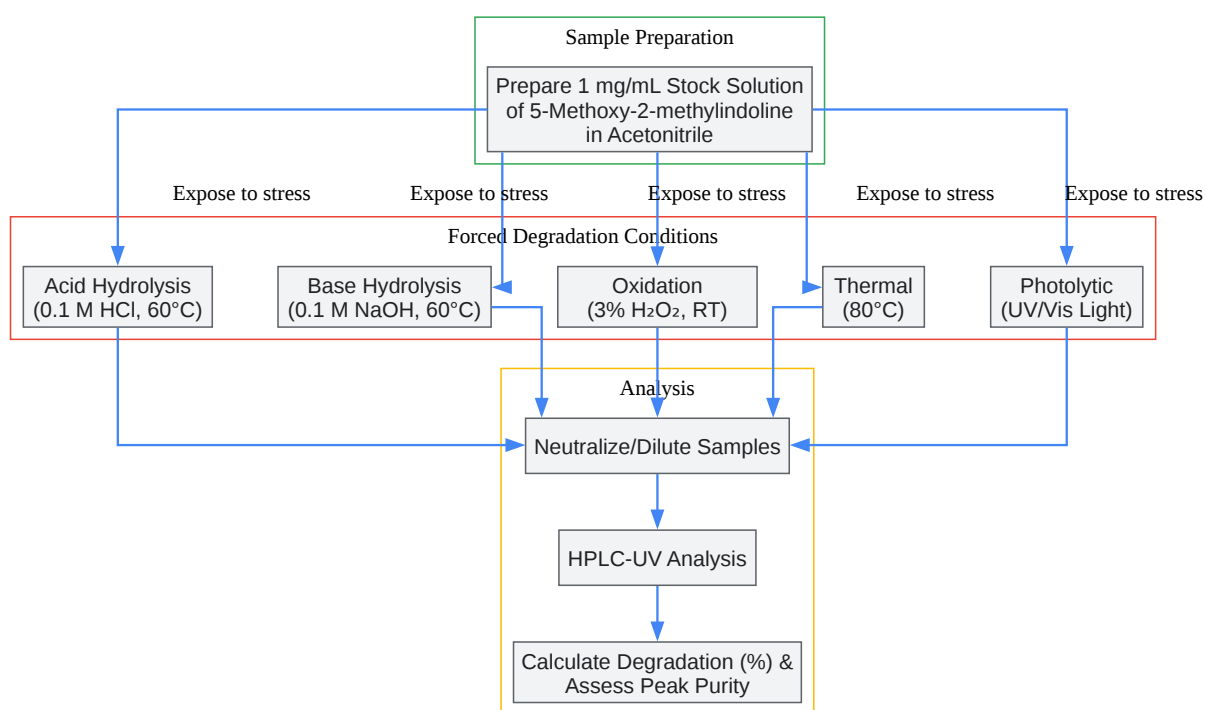 Sample Preparation
Prepare 1 mg/mL Stock Solution
of 5-Methoxy-2-methylindoline
in Acetonitrile
Expose to stress
Expose to stress
Expose to stress
Expose to stress
Expose to stress
Forced Degradation Conditions
Acid Hydrolysis
(0.1 M HCl, 60°C)
Base Hydrolysis
(0.1 M NaOH, 60°C)
Oxidation
(3% H₂O₂, RT)
Thermal
(80°C)
Photolytic
(UV/Vis Light)
Analysis
Neutralize/Dilute Samples
HPLC-UV Analysis
Calculate Degradation (%) &
Assess Peak Purity